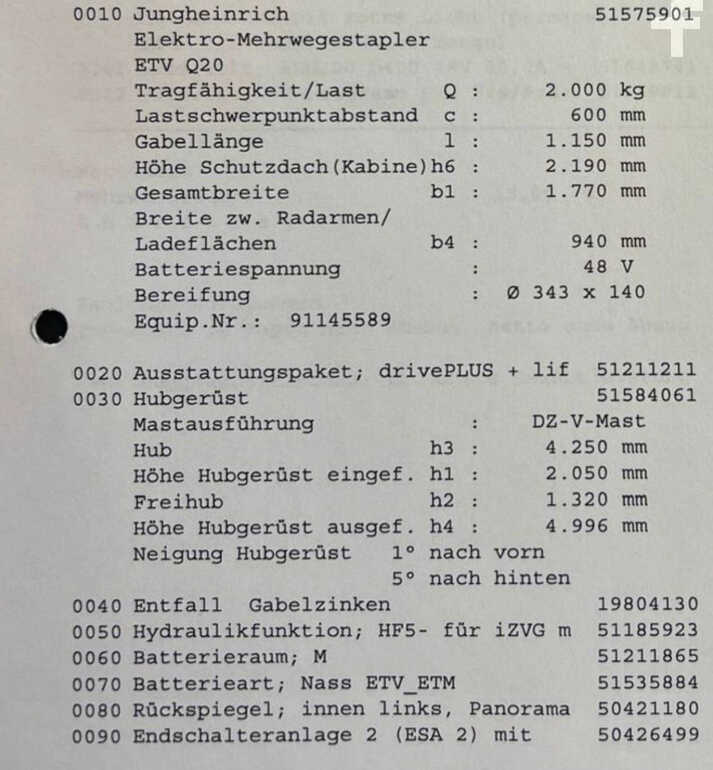 0010 Jungheinrich 51575901
Elektro-Mehrwegestapler
ETV Q20
Tragfähigkeit/Last Q : 2.000 kg
Lastschwerpunktabstand c : 600 mm
Gabellänge l : 1.150 mm
Höhe Schutzdach(Kabine)h6 : 2.190 mm
Gesamtbreite b1 : 1.770 mm
Breite zw. Radarmen/
Ladeflächen b4 : 940 mm
Batteriespannung : 48 V
Bereifung : Ø 343 x 140
Equip.Nr.: 91145589
0020 Ausstattungspaket; drivePLUS + lif 51211211
0030 Hubgerüst 51584061
Mastausführung : DZ-V-Mast
Hub h3 : 4.250 mm
Höhe Hubgerüst eingef. h1 : 2.050 mm
Freihub h2 : 1.320 mm
Höhe Hubgerüst ausgef. h4 : 4.996 mm
Neigung Hubgerüst 1° nach vorn
5° nach hinten
0040 Entfall Gabelzinken 19804130
0050 Hydraulikfunktion; HF5- für iZVG m 51185923
0060 Batterieraum; M 51211865
0070 Batterieart; Nass ETV_ETM 51535884
0080 Rückspiegel; innen links, Panorama 50421180
0090 Endschalteranlage 2 (ESA 2) mit 50426499